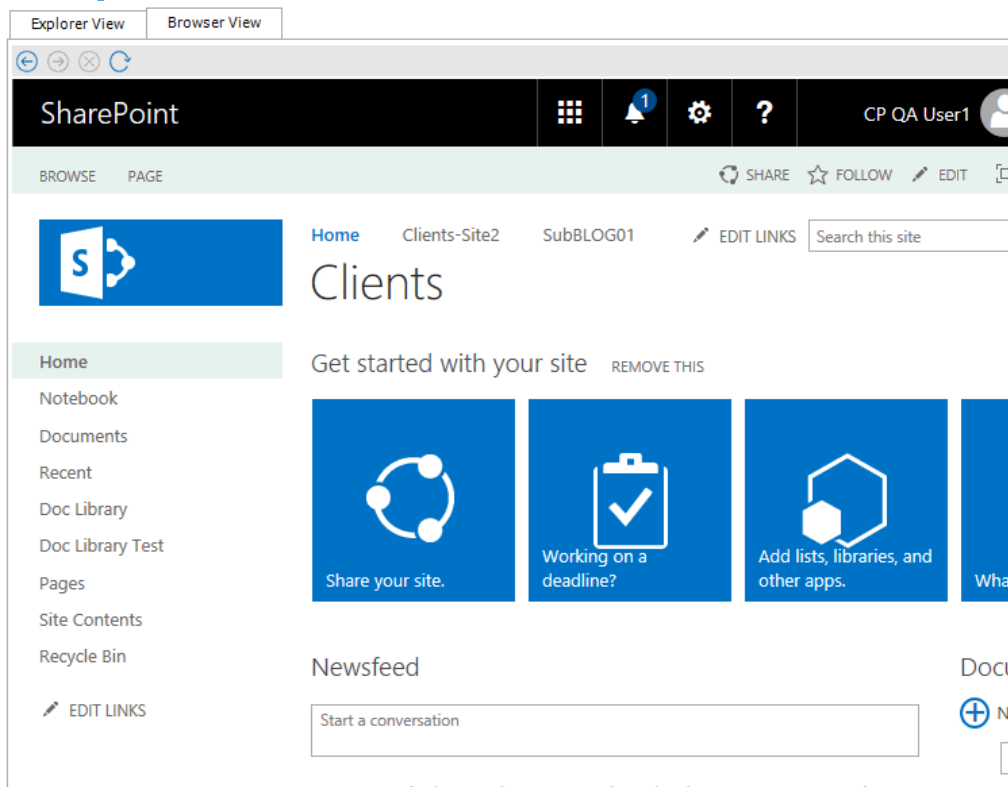 Explorer View Browser View
SharePoint 1 ? CP QA User1
BROWSE PAGE SHARE FOLLOW EDIT
S
Home Clients-Site2 SubBLOG01 EDIT LINKS Search this site
Clients
Home
Notebook
Documents
Recent
Doc Library
Doc Library Test
Pages
Site Contents
Recycle Bin
EDIT LINKS
Get started with your site REMOVE THIS
Share your site.
Working on a
deadline?
Add lists, libraries, and
other apps.
Wha
Newsfeed
Start a conversation
Docu
N